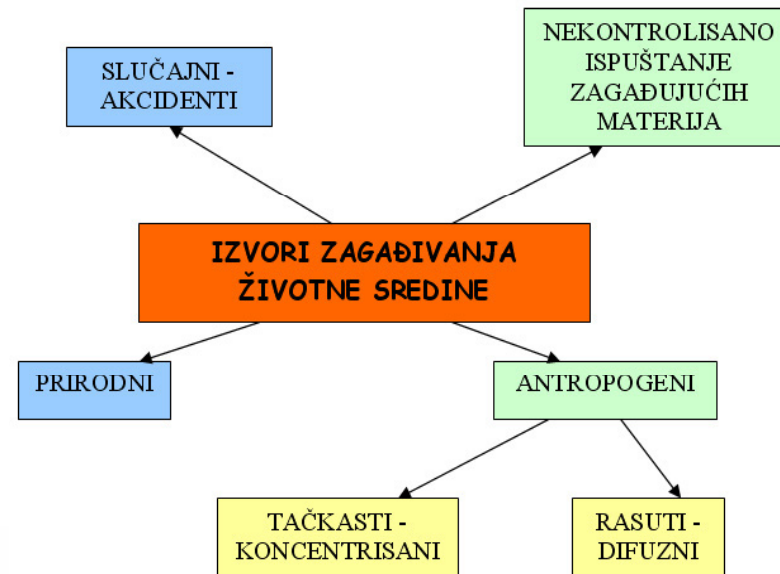 SLUČAJNI -
AKCIDENTI
NEKONTROLISANO
ISPUŠTANJE
ZAGAĐUJUĆIH
MATERIJA
IZVORI ZAGAĐIVANJA
ŽIVOTNE SREDINE
PRIRODNI
ANTROPOGENI
TAČKASTI -
KONCENTRISANI
RASUTI -
DIFUZNI